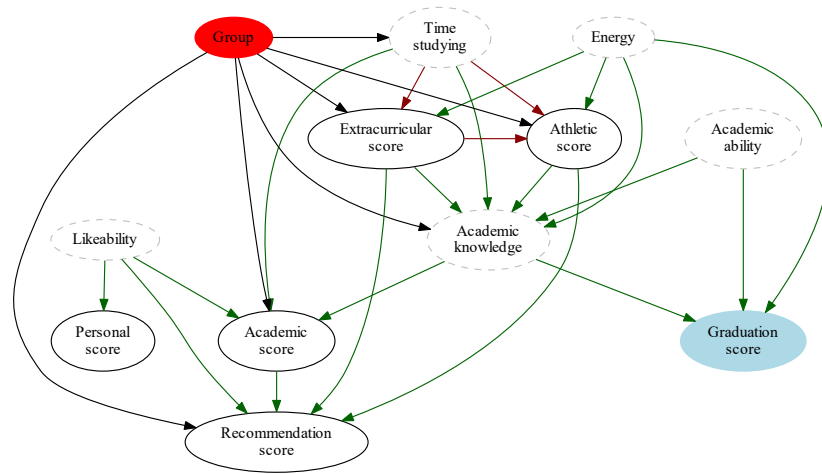 Group
Time
studying
Energy
Extracurricular
score
Athletic
score
Academic
ability
Likeability
Academic
knowledge
Personal
score
Academic
score
Graduation
score
Recommendation
score